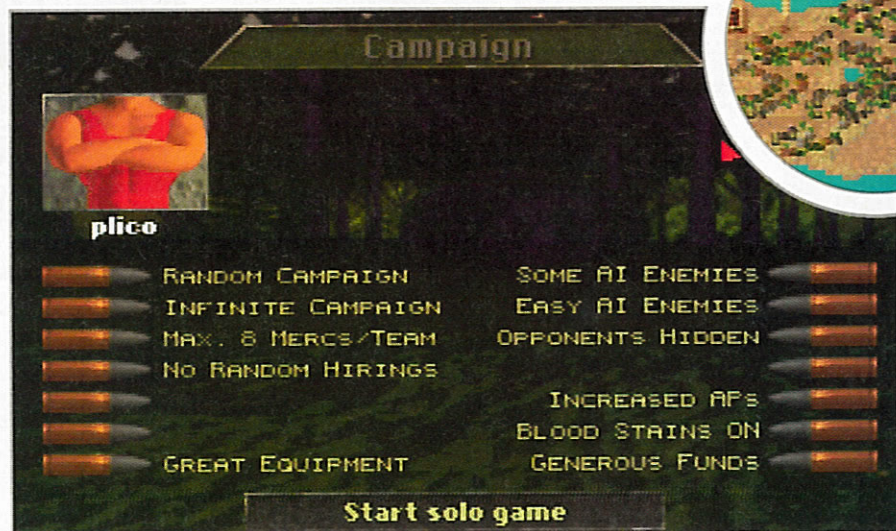 Campaign
plico
RANDOM CAMPAIGN
INFINITE CAMPAIGN
MAX. 8 MERCS/TEAM
NO RANDOM HIRINGS
GREAT EQUIPMENT
SOME AI ENEMIES
EASY AI ENEMIES
OPPONENTS HIDDEN
INCREASED APS
BLOOD STAINS ON
GENEROUS FUNDS
Start solo game